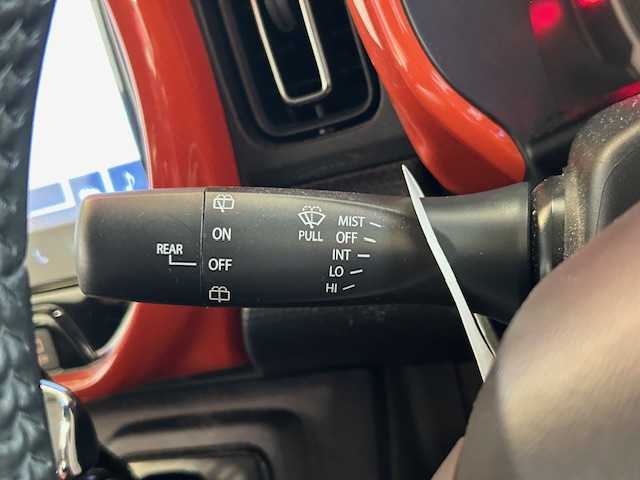 REAR
ON
OFF
PULL
MIST
OFF
INT
LO
HI